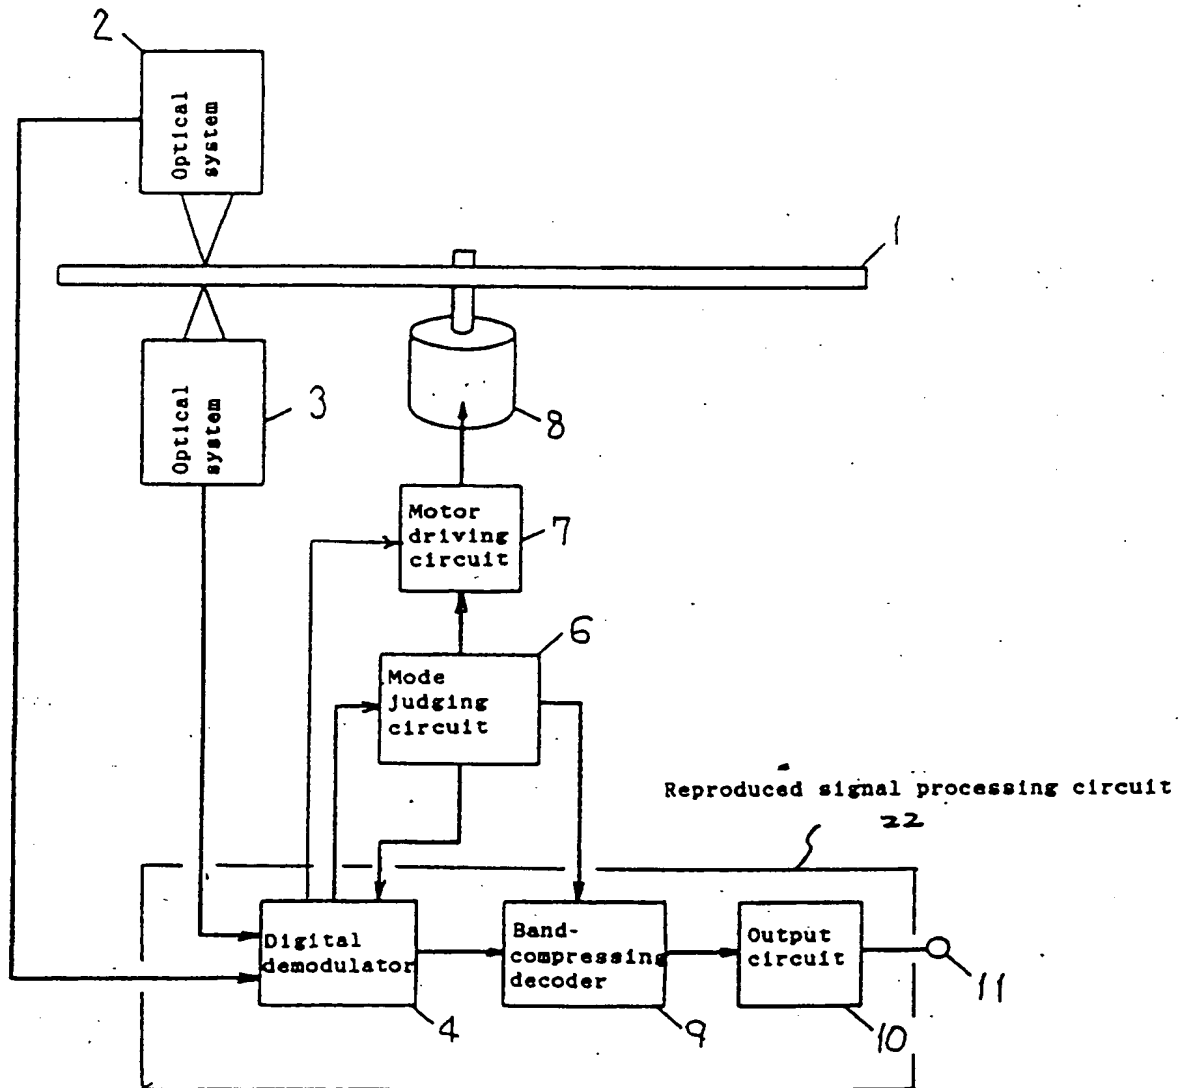 2
Optical
system
1
Optical
system
3
8
Motor
driving
circuit
7
6
Mode
judging
circuit
Reproduced signal processing circuit
22
Digital
demodulator
Band-
compressing
decoder
Output
circuit
11
4
9
10